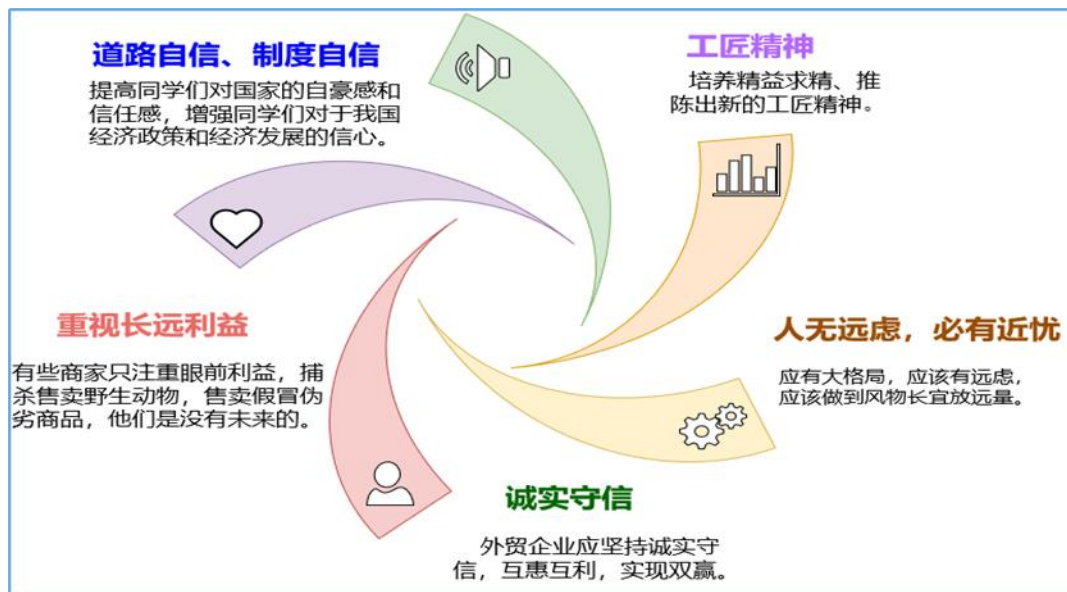 道路自信、制度自信
提高同学们对国家的自豪感和
信任感，增强同学们对于我国
经济政策和经济发展的信心。
工匠精神
培养精益求精、推
陈出新的工匠精神。
重视长远利益
有些商家只注重眼前利益，捕
杀售卖野生动物，售卖假冒伪
劣商品，他们是没有未来的。
人无远虑，必有近忧
应有大格局，应该有远虑，
应该做到风物长宜放远量。
诚实守信
外贸企业应坚持诚实守
信，互惠互利，实现双赢。